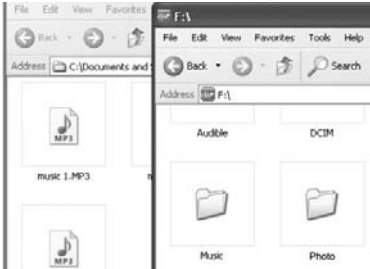 File Edit View Favorites
Back
Address C:\Documents and
MP3
music 1.MP3
MP3
F:\
File Edit View Favorites Tools Help
Back Search
Address F:\
Audible DCIM
Music Photo